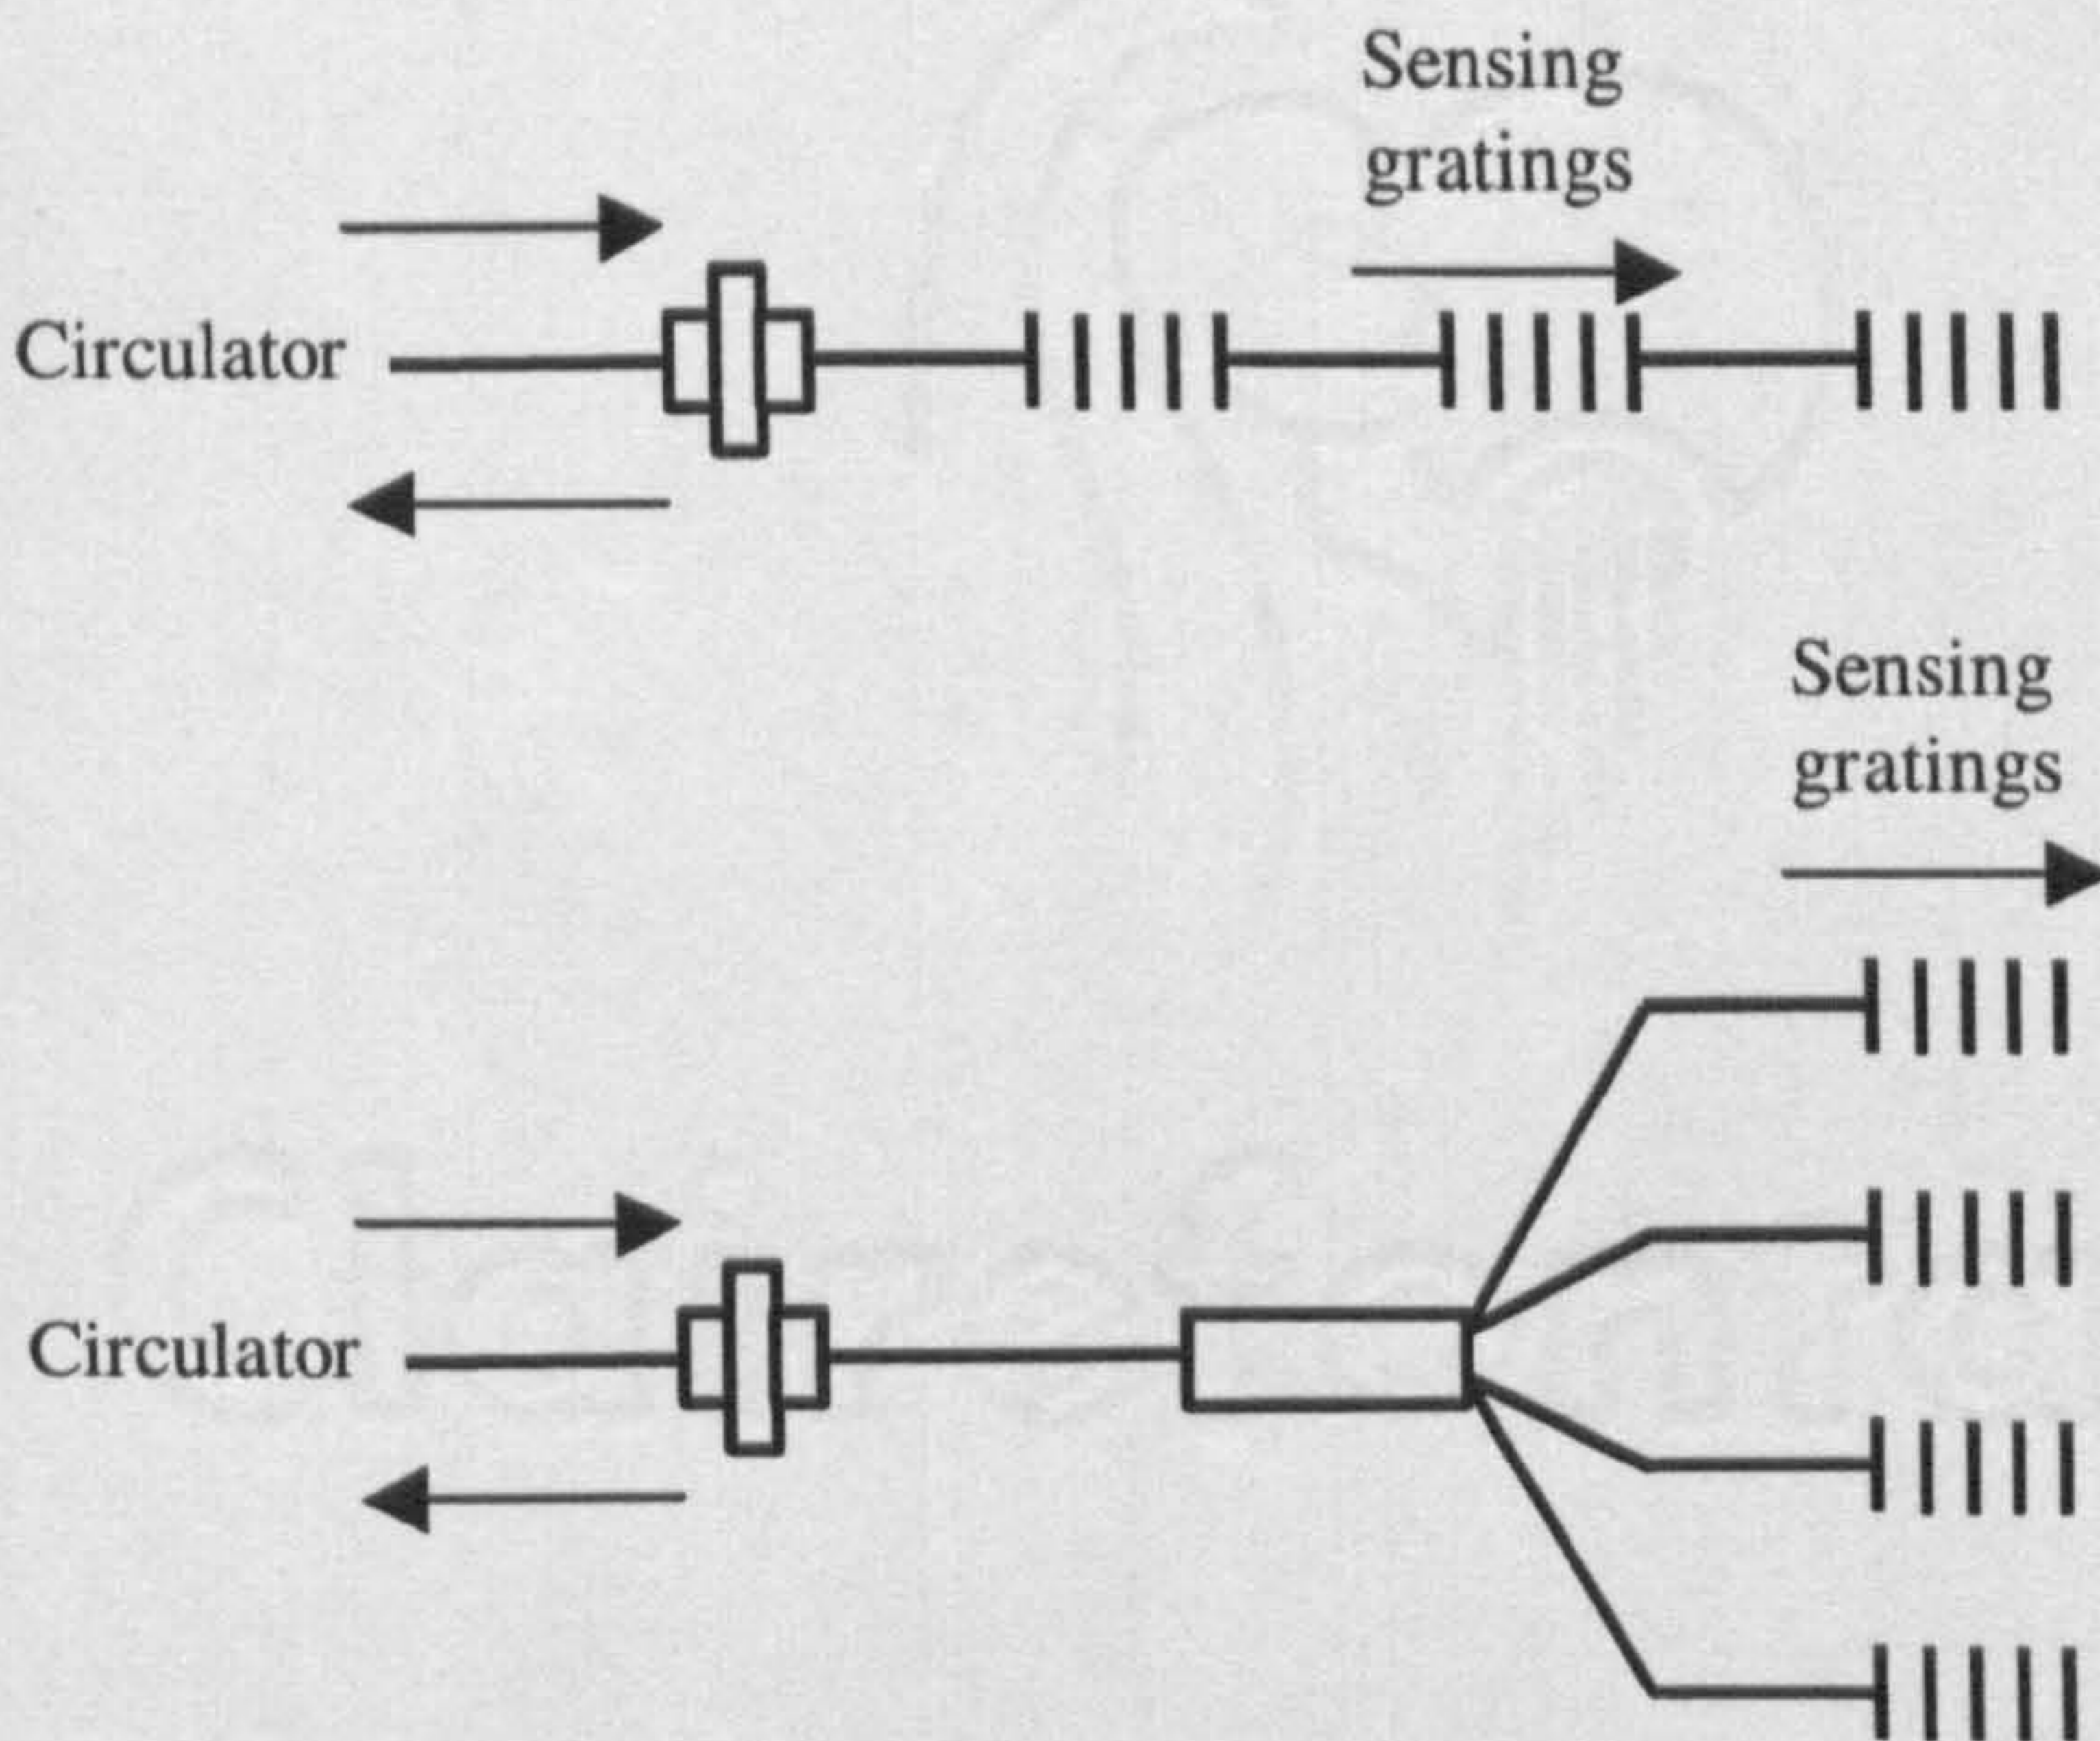 Sensing
gratings
Circulator
Sensing
gratings
Circulator